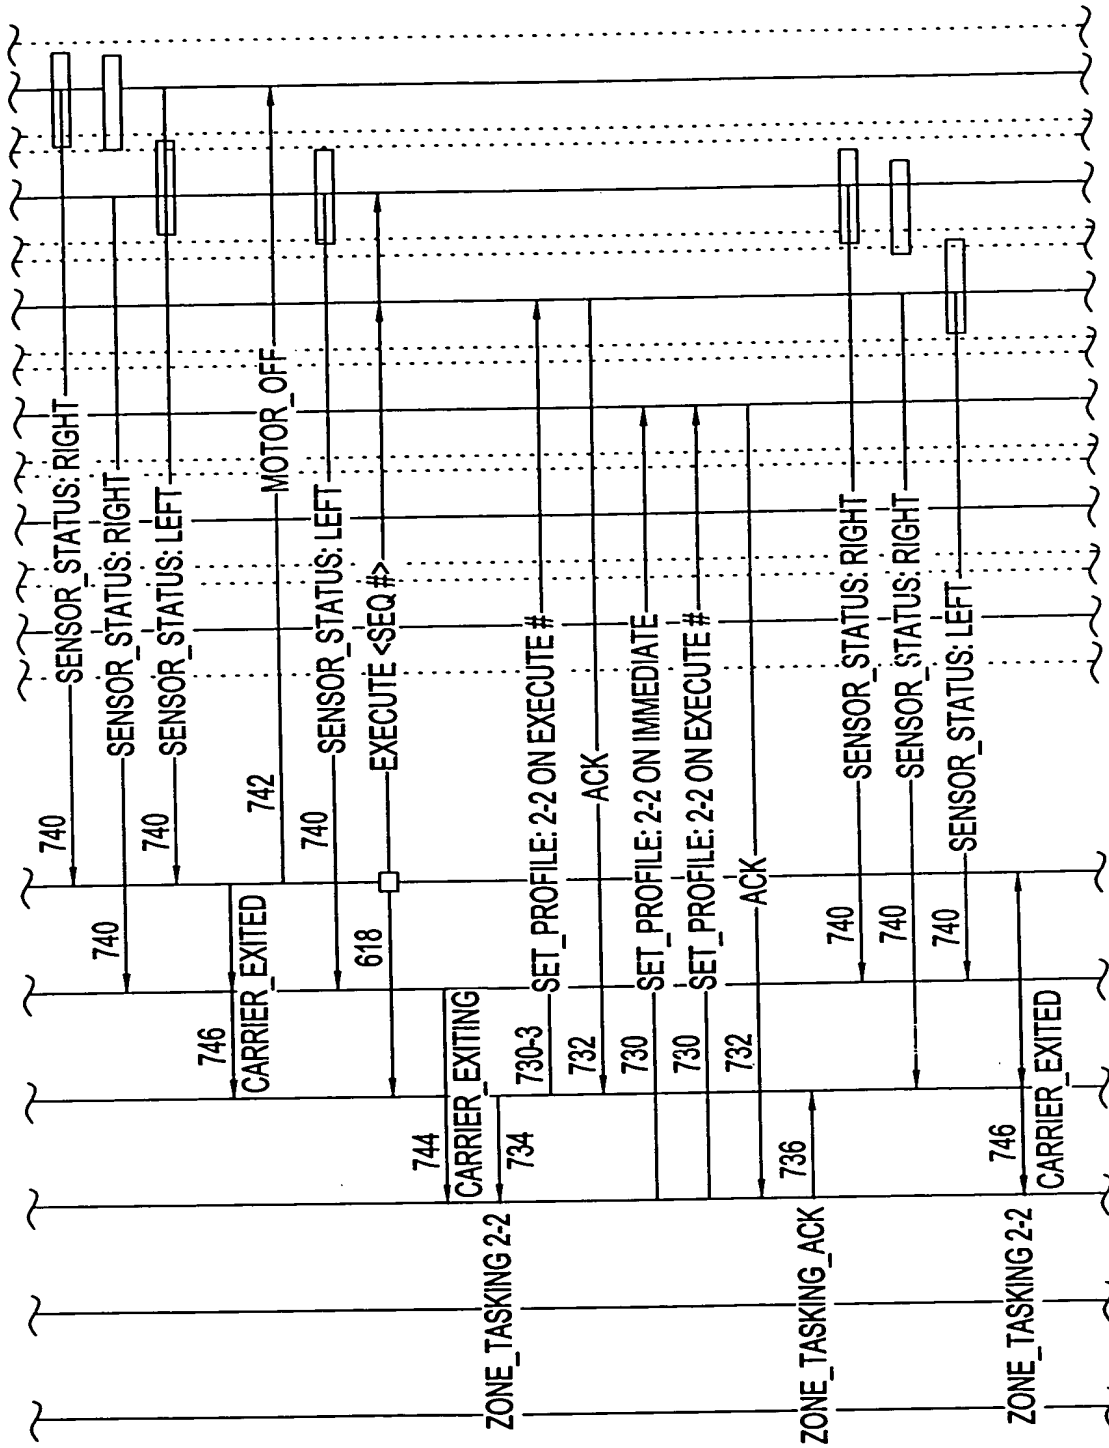 SENSOR_STATUS: RIGHT
740
SENSOR_STATUS: RIGHT
740
SENSOR_STATUS: LEFT
740
746
CARRIER_EXITED
MOTOR_OFF
742
SENSOR_STATUS: LEFT
740
EXECUTE <SEQ#>
618
744
CARRIER_EXITING
734
ZONE_TASKING 2-2
SET_PROFILE: 2-2 ON EXECUTE #
730-3
ACK
732
SET_PROFILE: 2-2 ON IMMEDIATE
730
SET_PROFILE: 2-2 ON EXECUTE #
730
ACK
732
736
ZONE_TASKING_ACK
SENSOR_STATUS: RIGHT
740
SENSOR_STATUS: RIGHT
740
SENSOR_STATUS: LEFT
740
746
CARRIER_EXITED
ZONE_TASKING 2-2